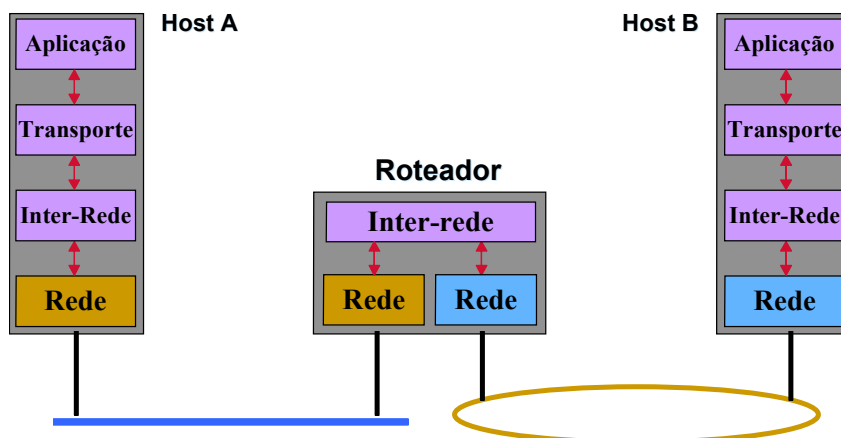 Host A
Aplicação
Transporte
Inter-Rede
Rede
Roteador
Inter-rede
Rede
Rede
Host B
Aplicação
Transporte
Inter-Rede
Rede